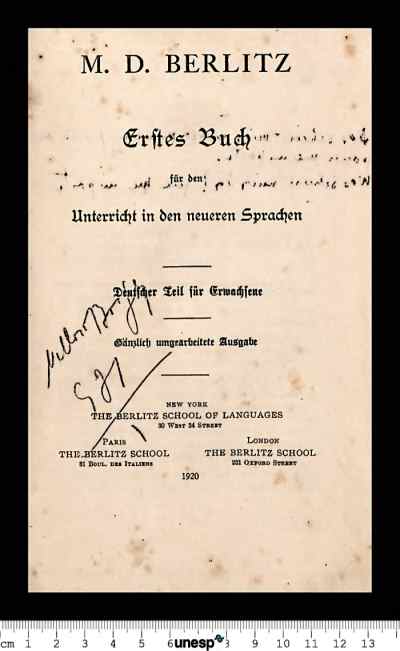 M. D. BERLITZ
Erstes Buch
für den
Unterricht in den neueren Sprachen
Deutscher Teil für Erwachsene
Gänzlich umgearbeitete Ausgabe
NEW YORK
THE BERLITZ SCHOOL OF LANGUAGES
30 WEST 34 STREET
PARIS
THE BERLITZ SCHOOL
31 BOUL. DES ITALIENS
LONDON
THE BERLITZ SCHOOL
321 OXFORD STREET
1920
cm 1 2 3 4 5 6 unesp 8 9 10 11 12 13